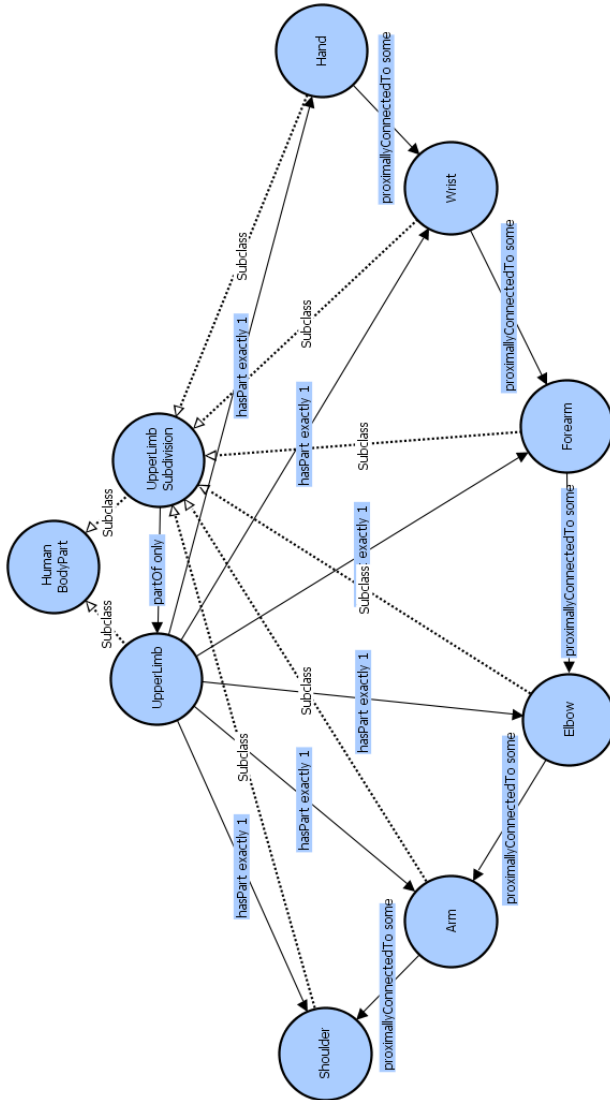 Human
BodyPart
Subclass
Subclass
UpperLimb
partOf only
UpperLimb
Subdivision
hasPart exactly 1
hasPart exactly 1
hasPart exactly 1
exactly 1
hasPart exactly 1
hasPart exactly 1
Subclass
Subclass
Subclass
Subclass
Subclass
Subclass
Shoulder
proximallyConnectedTo some
Arm
proximallyConnectedTo some
Elbow
proximallyConnectedTo some
Forearm
proximallyConnectedTo some
Wrist
proximallyConnectedTo some
Hand